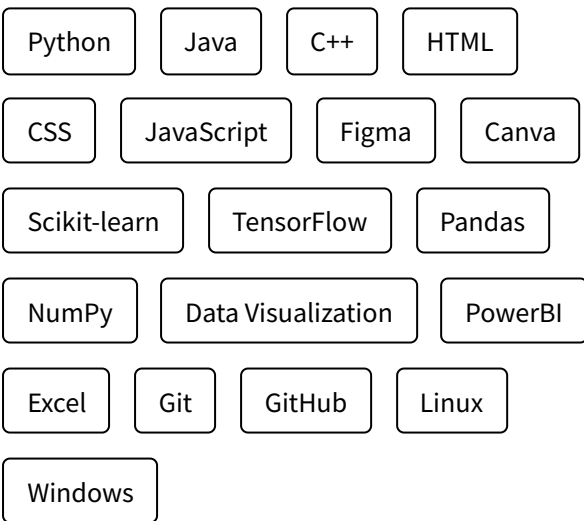 Python Java C++ HTML
CSS JavaScript Figma Canva
Scikit-learn TensorFlow Pandas
NumPy Data Visualization PowerBI
Excel Git GitHub Linux
Windows